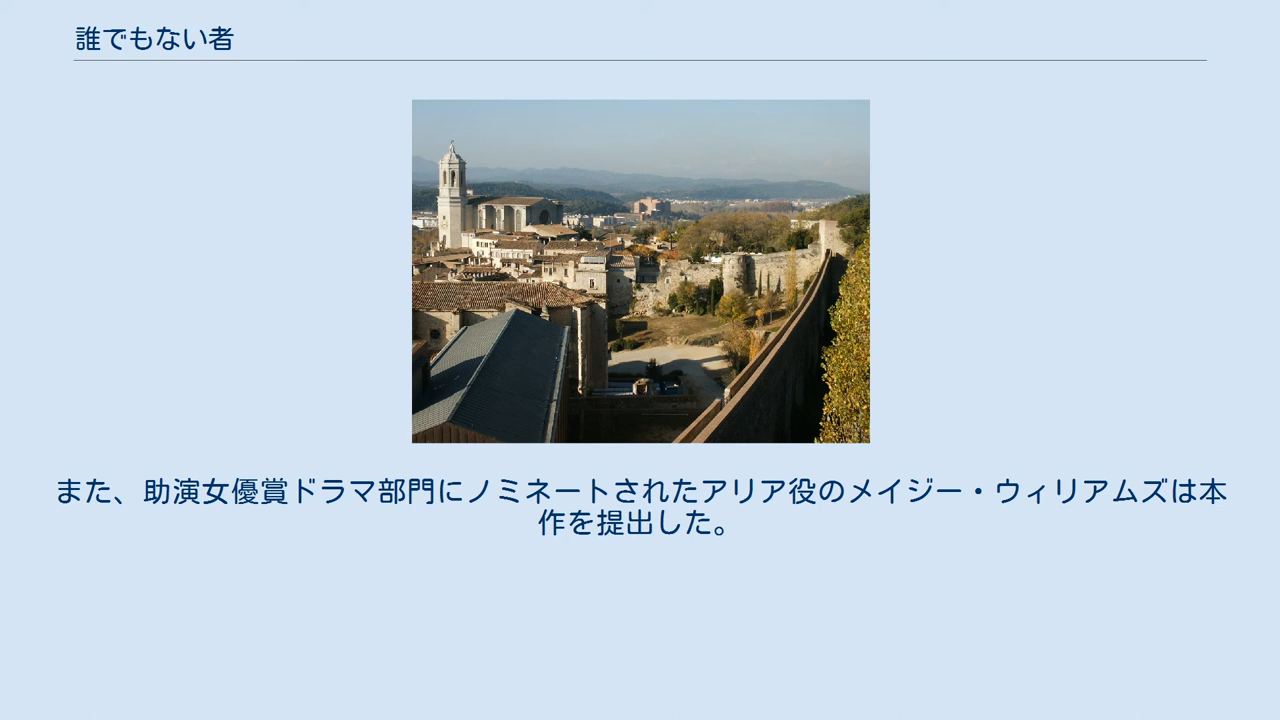 誰でもない者
また、助演女優賞ドラマ部門にノミネートされたアリア役のメイジー・ウィリアムズは本
作を提出した。